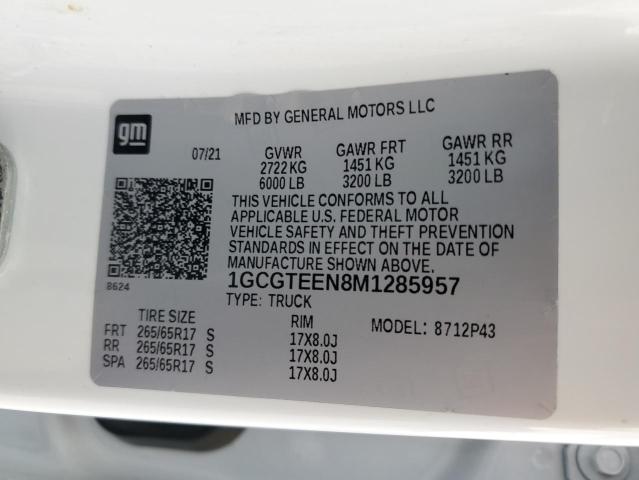 gm
MFD BY GENERAL MOTORS LLC
07/21
GVWR GAWR FRT GAWR RR
2722 KG 1451 KG 1451 KG
6000 LB 3200 LB 3200 LB
THIS VEHICLE CONFORMS TO ALL
APPLICABLE U.S. FEDERAL MOTOR
VEHICLE SAFETY AND THEFT PREVENTION
STANDARDS IN EFFECT ON THE DATE OF
MANUFACTURE SHOWN ABOVE.
8624
1GCGTEEN8M1285957
TYPE: TRUCK
TIRE SIZE RIM MODEL: 8712P43
FRT 265/65R17 S 17X8.0J
RR 265/65R17 S 17X8.0J
SPA 265/65R17 S 17X8.0J